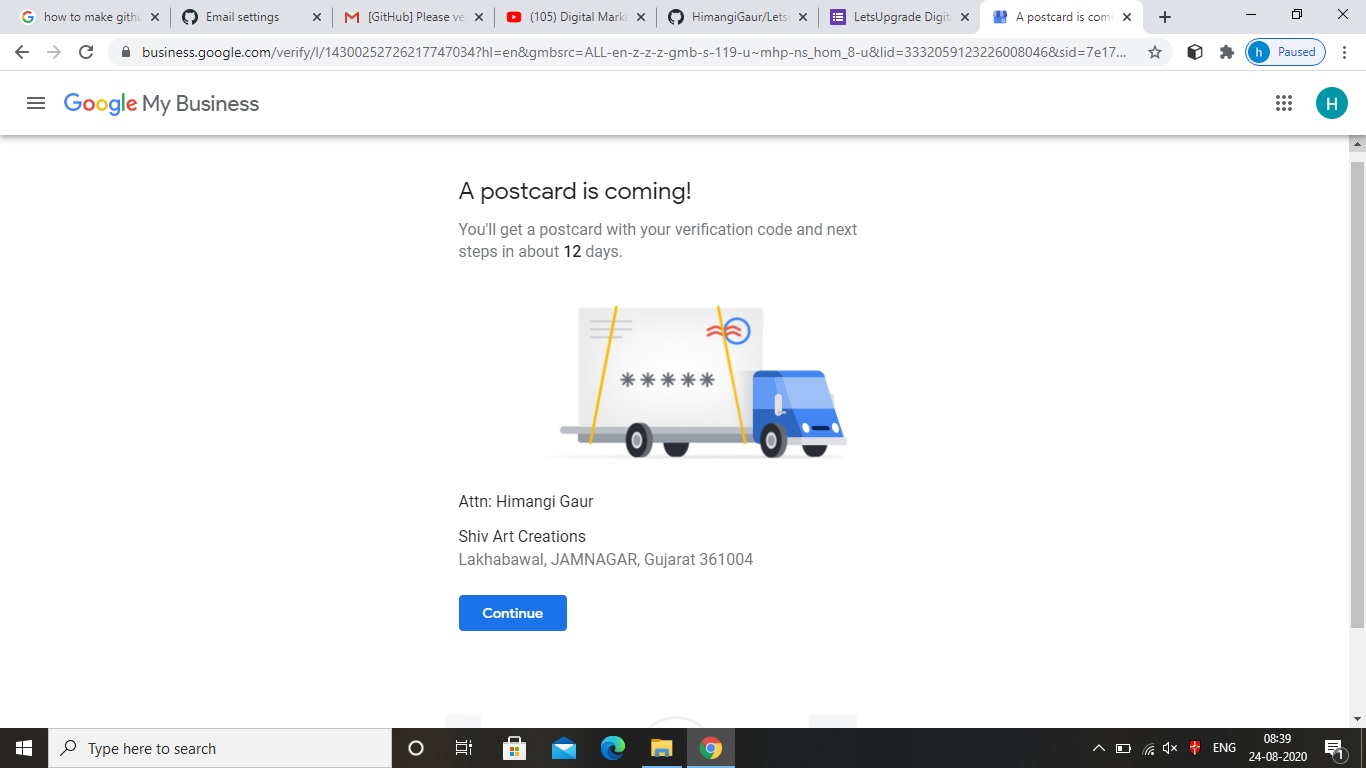 how to make githu
Email settings
[GitHub] Please ve
(105) Digital Mark
HimangiGaur/Lets
LetsUpgrade Digit
A postcard is comi
business.google.com/verify/l/14300252726217747034?hl=en&gmbsrc=ALL-en-z-z-z-gmb-s-119-u~mhp-ns_hom_8-u&lid=3332059123226008046&sid=7e17...
h Paused
Google My Business
H
A postcard is coming!
You'll get a postcard with your verification code and next
steps in about 12 days.
*****
Attn: Himangi Gaur
Shiv Art Creations
Lakhabawal, JAMNAGAR, Gujarat 361004
Continue
Type here to search
ENG
08:39
24-08-2020
1